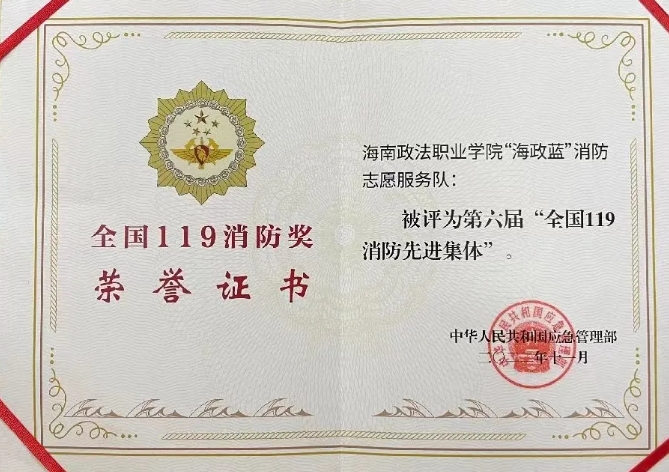 全国119消防奖
荣誉证书
海南政法职业学院“海政蓝”消防
志愿服务队：
被评为第六届“全国119
消防先进集体”。
中华人民共和国应急管理部
年十一月